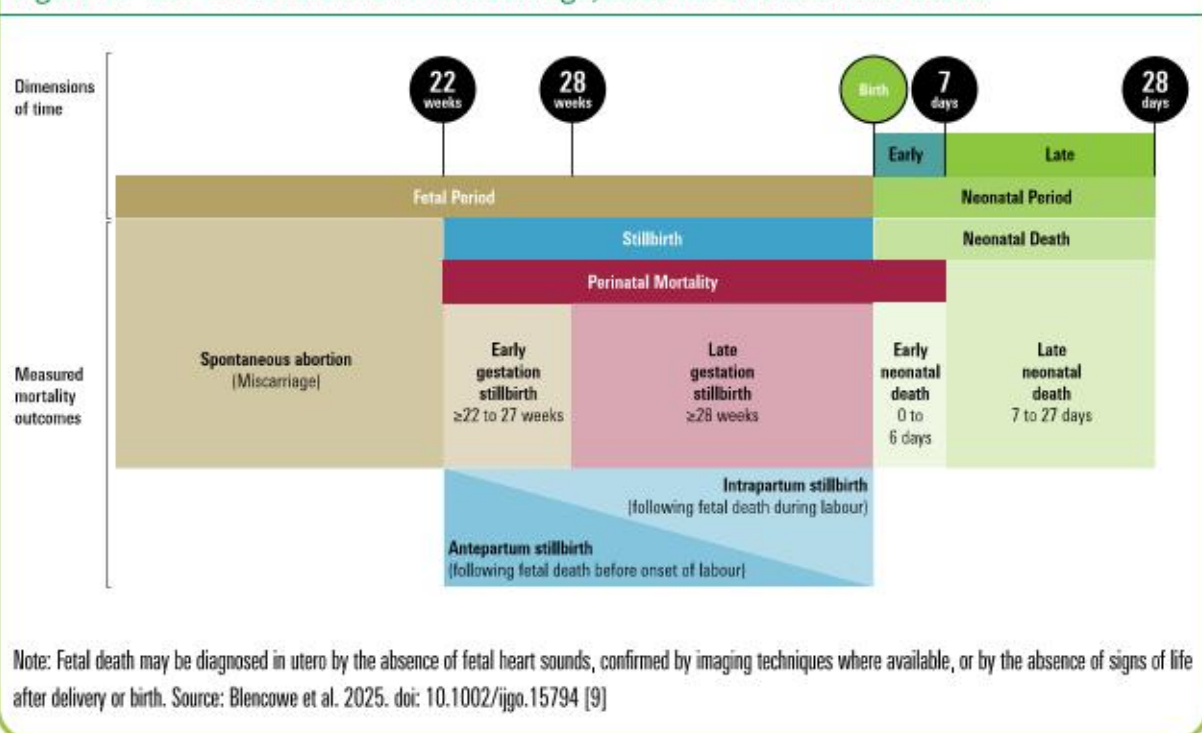 Dimensions
of time
22
weeks
28
weeks
Birth
7
days
28
days
Early
Late
Fetal Period
Neonatal Period
Stillbirth
Neonatal Death
Perinatal Mortality
Measured
mortality
outcomes
Spontaneous abortion
(Miscarriage)
Early
gestation
stillbirth
≥22 to 27 weeks
Late
gestation
stillbirth
≥28 weeks
Early
neonatal
death
0 to
6 days
Late
neonatal
death
7 to 27 days
Intrapartum stillbirth
(following fetal death during labour)
Antepartum stillbirth
(following fetal death before onset of labour)
Note: Fetal death may be diagnosed in utero by the absence of fetal heart sounds, confirmed by imaging techniques where available, or by the absence of signs of life
after delivery or birth. Source: Blencowe et al. 2025. doi: 10.1002/ijgo.15794 [9]